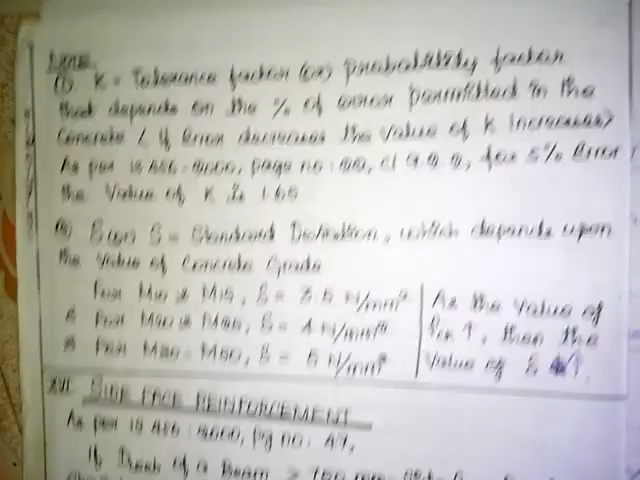 Note
(i) K = Tolerance factor (or) probability factor
that depends on the % of error permitted in the
Concrete / if Error decreases the value of K increases)
As per is 456:2000, page no: , cl 9.2.2, for 5% Error,
the value of K is 1.65
(ii) S = Standard Deviation, which depends upon
the value of Concrete Grade
For M10 & M15, S = 3.5 N/mm²
For M20 & M25, S = 4 N/mm²
For M30 - M50, S = 5 N/mm²
As the value of
fck ↑, then the
value of S ↑.
XVI SIDE FACE REINFORCEMENT
As per is 456:2000, pg no: 47,
If Depth of a Beam >